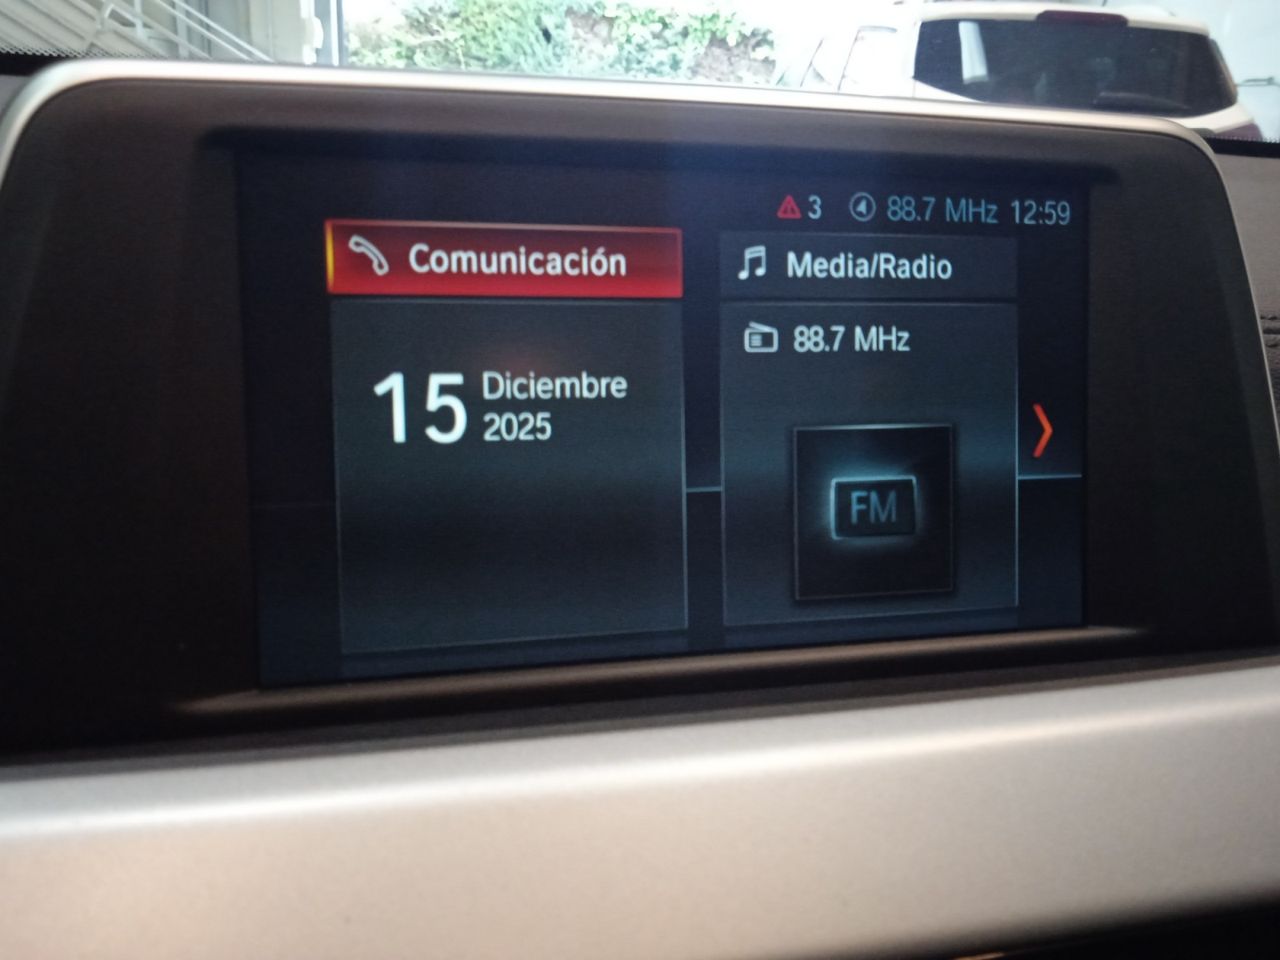 3 88.7 MHz 12:59
Comunicación
Media/Radio
15 Diciembre
2025
88.7 MHz
FM